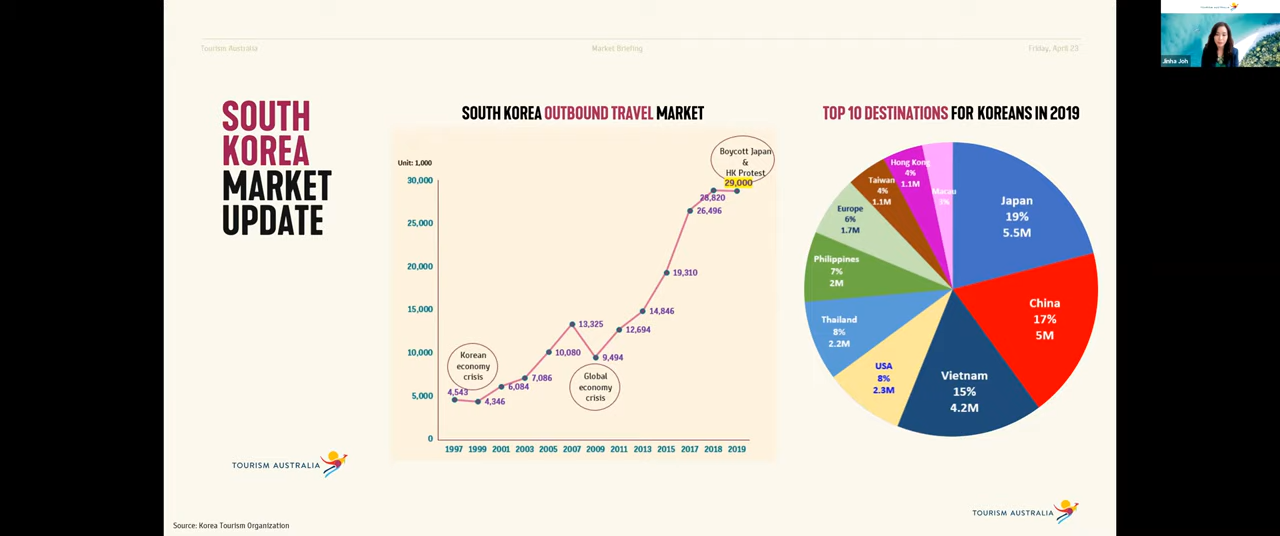 Tourism Australia
Market Briefing
Friday, April 23
SOUTH
KOREA
MARKET
UPDATE
SOUTH KOREA OUTBOUND TRAVEL MARKET
Unit: 1,000
30,000
25,000
20,000
15,000
10,000
5,000
0
4,543
4,346
6,084
7,086
10,080
13,325
9,494
12,694
14,846
19,310
26,496
28,820
29,000
Korean
economy
crisis
Global
economy
crisis
Boycott Japan
&
HK Protest
1997 1999 2001 2003 2005 2007 2009 2011 2013 2015 2017 2018 2019
TOP 10 DESTINATIONS FOR KOREANS IN 2019
Japan
19%
5.5M
China
17%
5M
Vietnam
15%
4.2M
USA
8%
2.3M
Thailand
8%
2.2M
Philippines
7%
2M
Europe
6%
1.7M
Taiwan
4%
1.1M
Hong Kong
4%
1.1M
Macau
3%
TOURISM AUSTRALIA
TOURISM AUSTRALIA
Source: Korea Tourism Organization
Jinha Joh